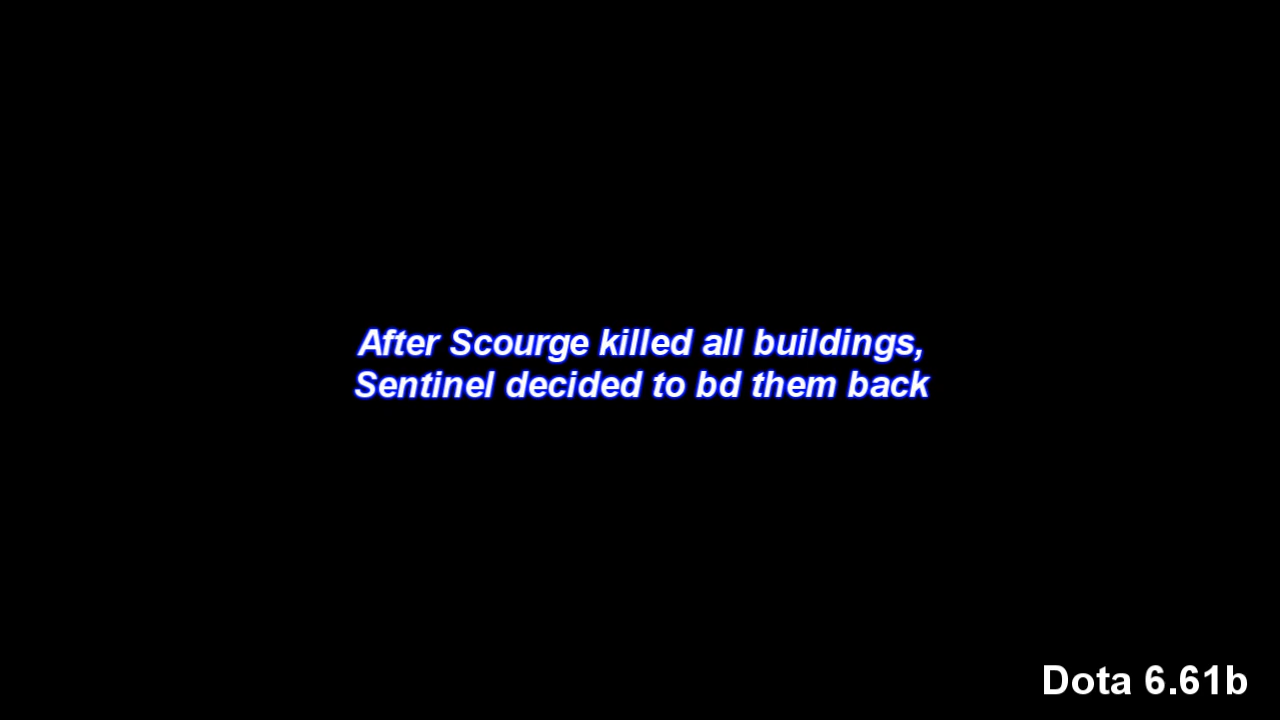 After Scourge killed all buildings,
Sentinel decided to bd them back
Dota 6.61b